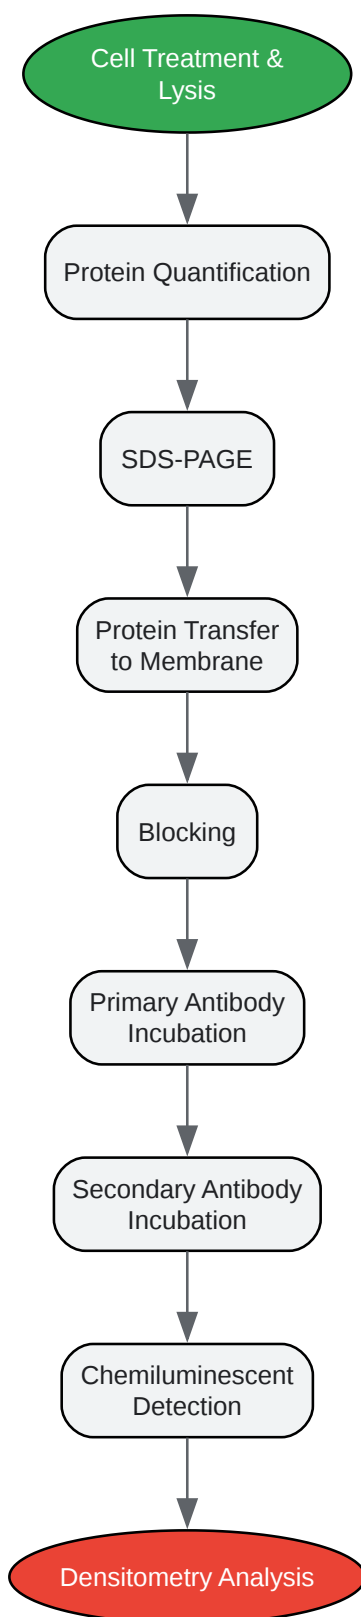 Cell Treatment &
Lysis
Protein Quantification
SDS-PAGE
Protein Transfer
to Membrane
Blocking
Primary Antibody
Incubation
Secondary Antibody
Incubation
Chemiluminescent
Detection
Densitometry Analysis